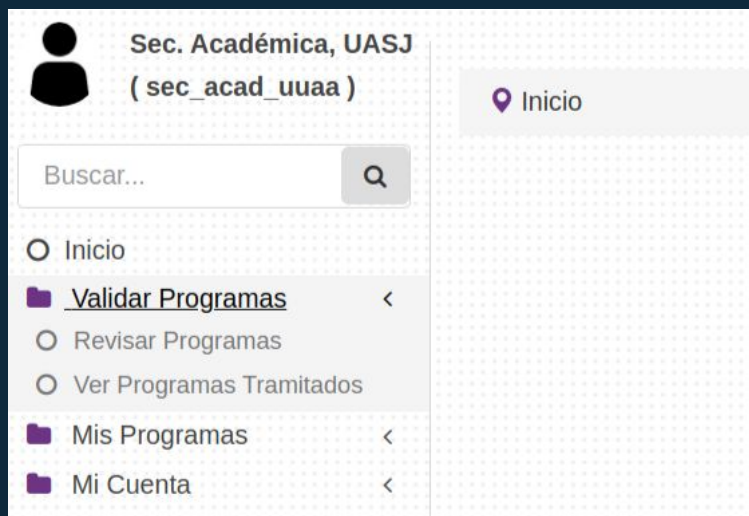 Sec. Académica, UASJ
( sec_acad_uuaa )
Inicio
Buscar...
Inicio
Validar Programas
Revisar Programas
Ver Programas Tramitados
Mis Programas
Mi Cuenta